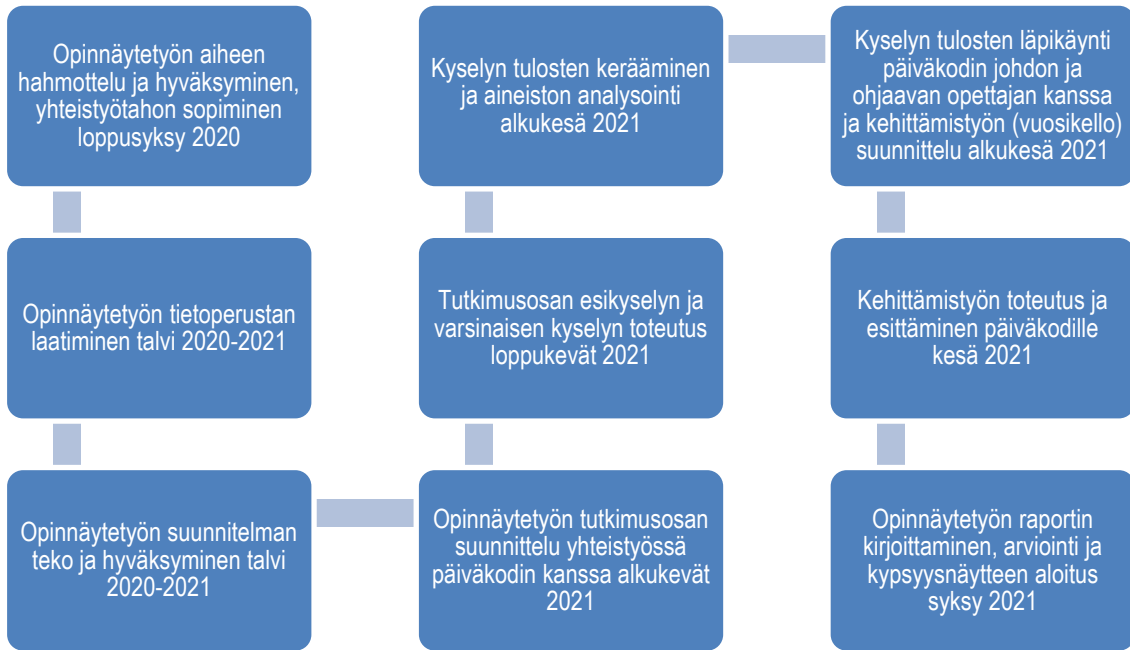 Opinnäytetyön aiheen
hahmottelu ja hyväksyminen,
yhteistyötahon sopiminen
loppusyksy 2020
Opinnäytetyön tietoperustan
laatiminen talvi 2020-2021
Opinnäytetyön suunnitelman
teko ja hyväksyminen talvi
2020-2021
Opinnäytetyön tutkimusosan
suunnittelu yhteistyössä
päiväkodin kanssa alkukevät
2021
Tutkimusosan esikyselyn ja
varsinaisen kyselyn toteutus
loppukevät 2021
Kyselyn tulosten kerääminen
ja aineiston analysointi
alkukesä 2021
Kyselyn tulosten läpikäynti
päiväkodin johdon ja
ohjaavan opettajan kanssa
ja kehittämistyön (vuosikello)
suunnittelu alkukesä 2021
Kehittämistyön toteutus ja
esittäminen päiväkodille
kesä 2021
Opinnäytetyön raportin
kirjoittaminen, arviointi ja
kypsyysnäytteen aloitus
syksy 2021